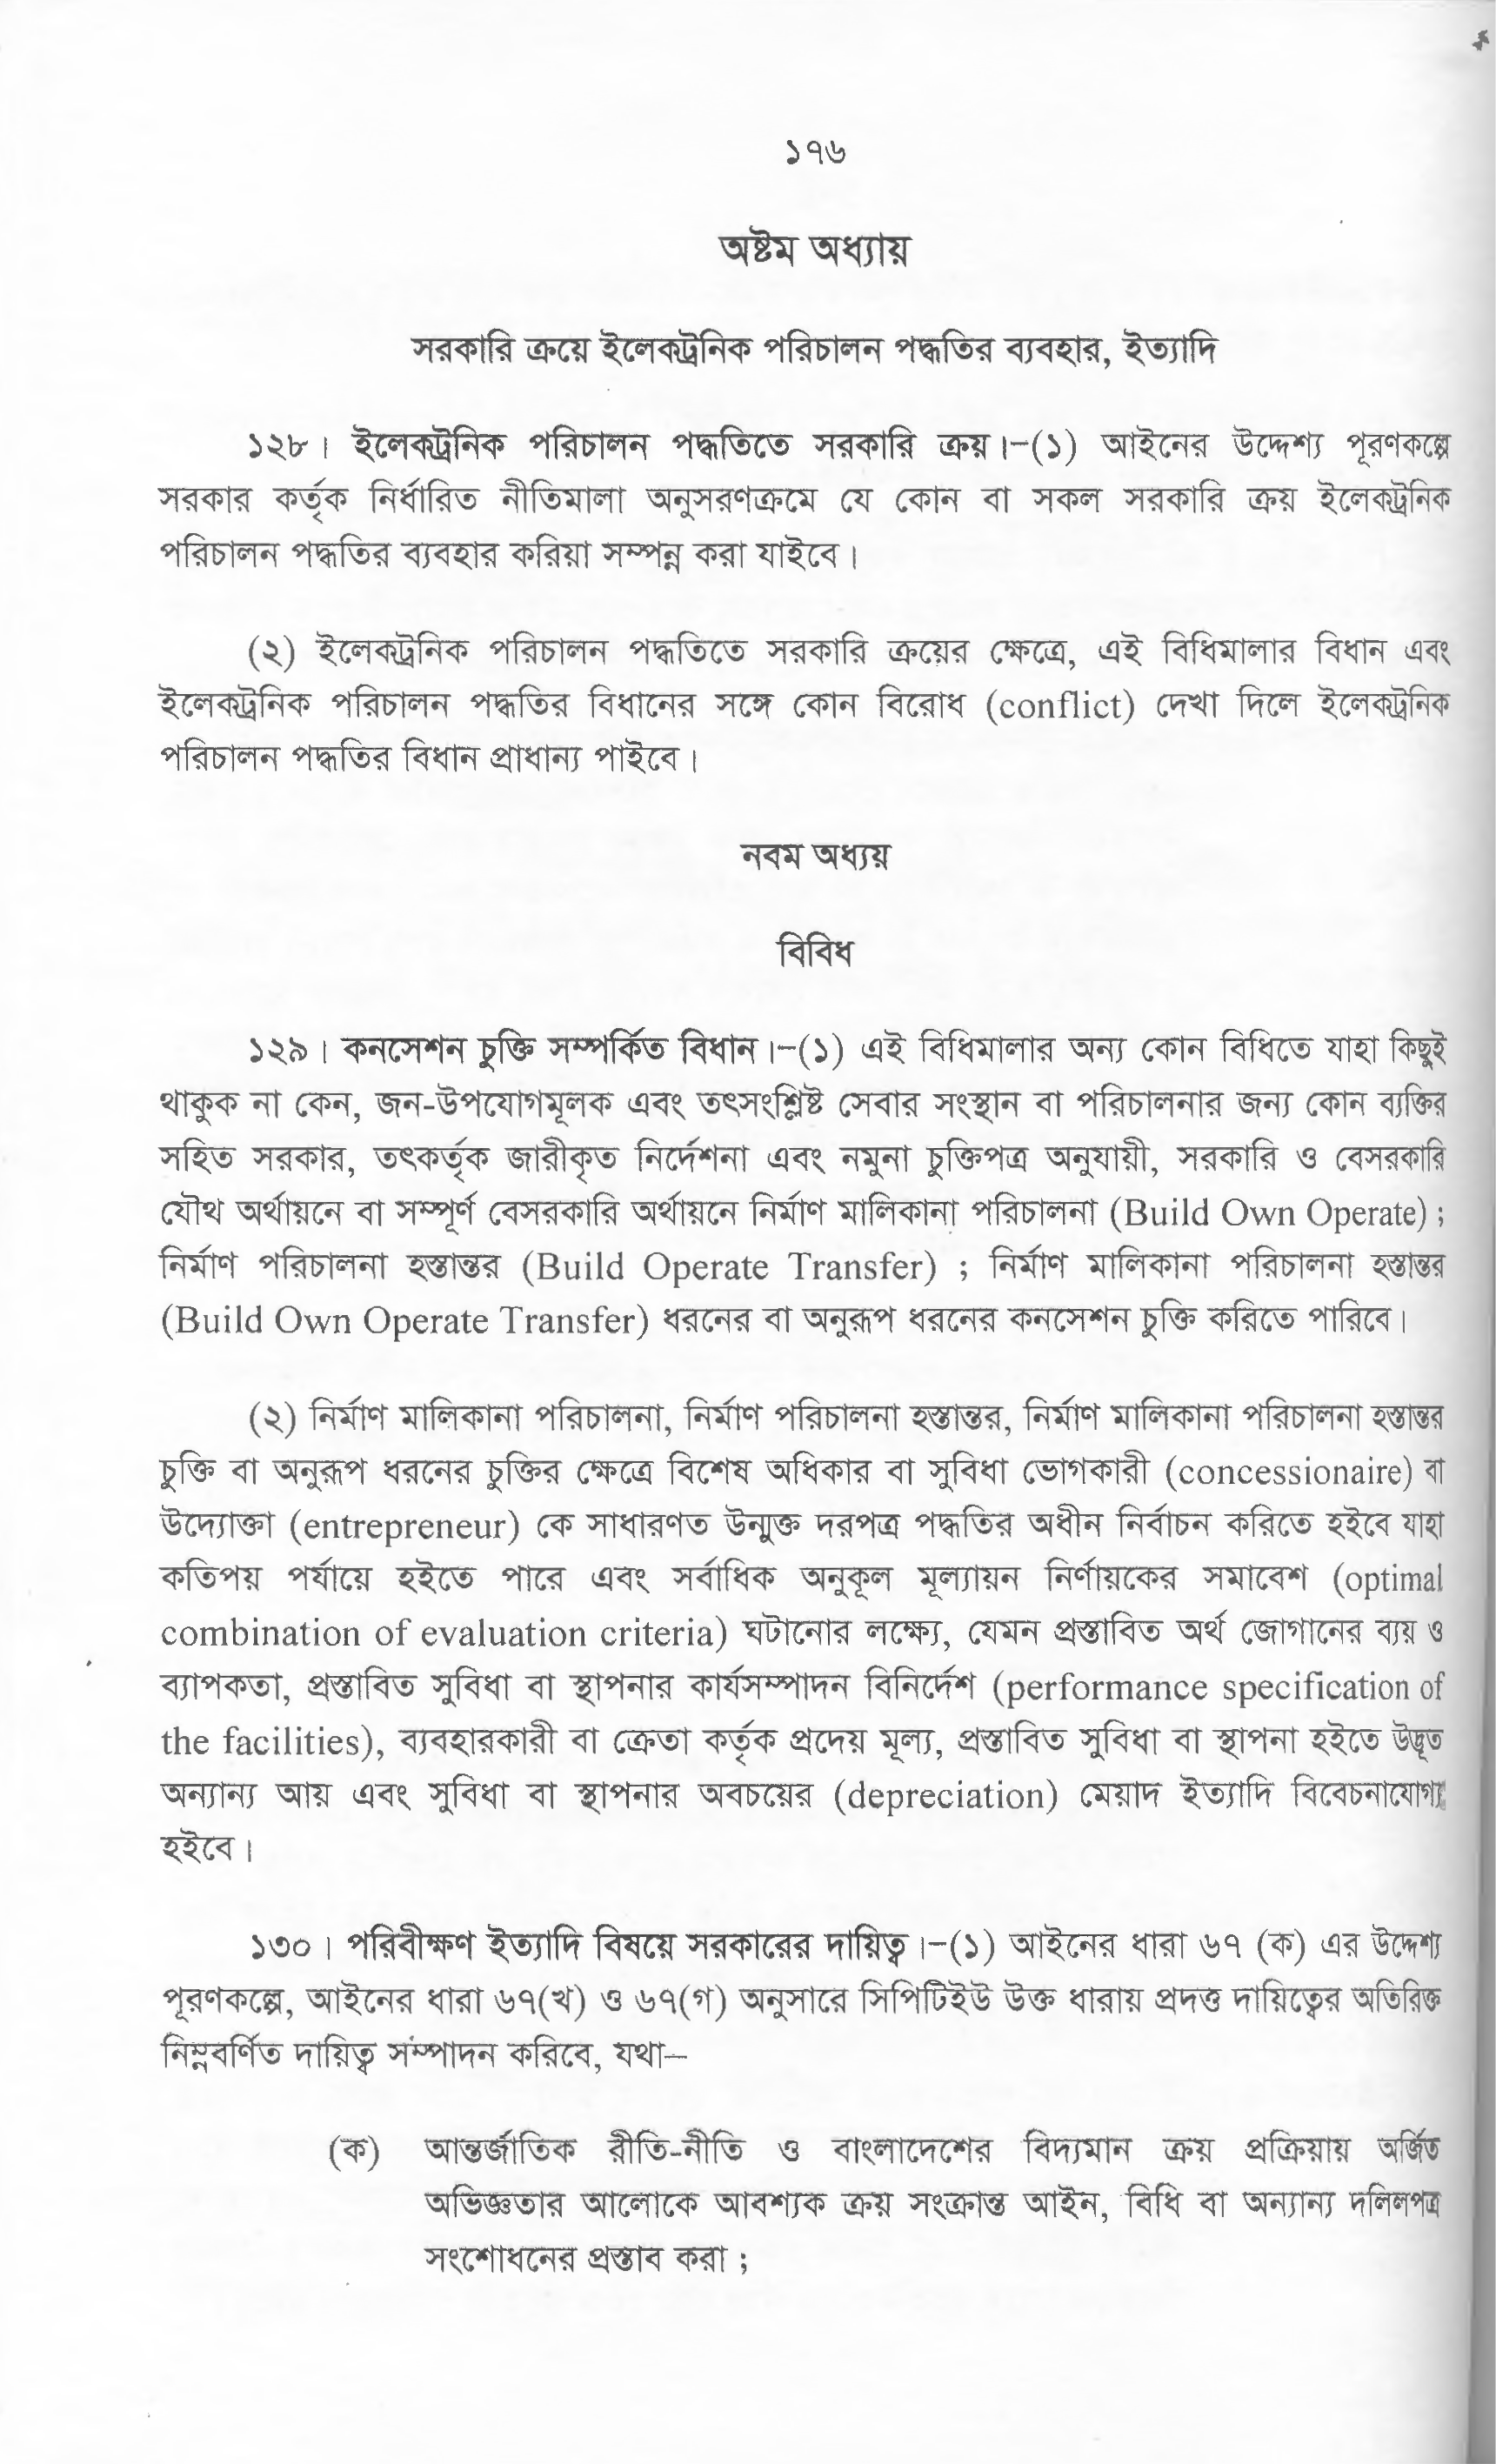 ১৭৬
অষ্টম অধ্যায়
সরকারি ক্রয়ে ইলেকট্রনিক পরিচালন পদ্ধতির ব্যবহার, ইত্যাদি
১২৮। ইলেকট্রনিক পরিচালন পদ্ধতিতে সরকারি ক্রয়।–(১) আইনের উদ্দেশ্য পূরণকল্পে
সরকার কর্তৃক নির্ধারিত নীতিমালা অনুসরণক্রমে যে কোন বা সকল সরকারি ক্রয় ইলেকট্রনিক
পরিচালন পদ্ধতির ব্যবহার করিয়া সম্পন্ন করা যাইবে।
(২) ইলেকট্রনিক পরিচালন পদ্ধতিতে সরকারি ক্রয়ের ক্ষেত্রে, এই বিধিমালার বিধান এবং
ইলেকট্রনিক পরিচালন পদ্ধতির বিধানের সঙ্গে কোন বিরোধ (conflict) দেখা দিলে ইলেকট্রনিক
পরিচালন পদ্ধতির বিধান প্রাধান্য পাইবে।
নবম অধ্যয়
বিবিধ
১২৯। কনসেশন চুক্তি সম্পর্কিত বিধান।–(১) এই বিধিমালার অন্য কোন বিধিতে যাহা কিছুই
থাকুক না কেন, জন-উপযোগমূলক এবং তৎসংশ্লিষ্ট সেবার সংস্থান বা পরিচালনার জন্য কোন ব্যক্তির
সহিত সরকার, তৎকর্তৃক জারীকৃত নির্দেশনা এবং নমুনা চুক্তিপত্র অনুযায়ী, সরকারি ও বেসরকারি
যৌথ অর্থায়নে বা সম্পূর্ণ বেসরকারি অর্থায়নে নির্মাণ মালিকানা পরিচালনা (Build Own Operate) ;
নির্মাণ পরিচালনা হস্তান্তর (Build Operate Transfer) ; নির্মাণ মালিকানা পরিচালনা হস্তান্তর
(Build Own Operate Transfer) ধরনের বা অনুরূপ ধরনের কনসেশন চুক্তি করিতে পারিবে।
(২) নির্মাণ মালিকানা পরিচালনা, নির্মাণ পরিচালনা হস্তান্তর, নির্মাণ মালিকানা পরিচালনা হস্তান্তর
চুক্তি বা অনুরূপ ধরনের চুক্তির ক্ষেত্রে বিশেষ অধিকার বা সুবিধা ভোগকারী (concessionaire) বা
উদ্যোক্তা (entrepreneur) কে সাধারণত উন্মুক্ত দরপত্র পদ্ধতির অধীন নির্বাচন করিতে হইবে যাহা
কতিপয় পর্যায়ে হইতে পারে এবং সর্বাধিক অনুকূল মূল্যায়ন নির্ণায়কের সমাবেশ (optimal
combination of evaluation criteria) ঘটানোর লক্ষ্যে, যেমন প্রস্তাবিত অর্থ জোগানের ব্যয় ও
ব্যাপকতা, প্রস্তাবিত সুবিধা বা স্থাপনার কার্যসম্পাদন বিনির্দেশ (performance specification of
the facilities), ব্যবহারকারী বা ক্রেতা কর্তৃক প্রদেয় মূল্য, প্রস্তাবিত সুবিধা বা স্থাপনা হইতে উদ্ভূত
অন্যান্য আয় এবং সুবিধা বা স্থাপনার অবচয়ের (depreciation) মেয়াদ ইত্যাদি বিবেচনাযোগ্য
হইবে।
১৩০। পরিবীক্ষণ ইত্যাদি বিষয়ে সরকারের দায়িত্ব।–(১) আইনের ধারা ৬৭ (ক) এর উদ্দেশ্য
পূরণকল্পে, আইনের ধারা ৬৭(খ) ও ৬৭(গ) অনুসারে সিপিটিইউ উক্ত ধারায় প্রদত্ত দায়িত্বের অতিরিক্ত
নিম্নবর্ণিত দায়িত্ব সম্পাদন করিবে, যথা–
(ক) আন্তর্জাতিক রীতি-নীতি ও বাংলাদেশের বিদ্যমান ক্রয় প্রক্রিয়ায় অর্জিত
অভিজ্ঞতার আলোকে আবশ্যক ক্রয় সংক্রান্ত আইন, বিধি বা অন্যান্য দলিলপত্র
সংশোধনের প্রস্তাব করা ;